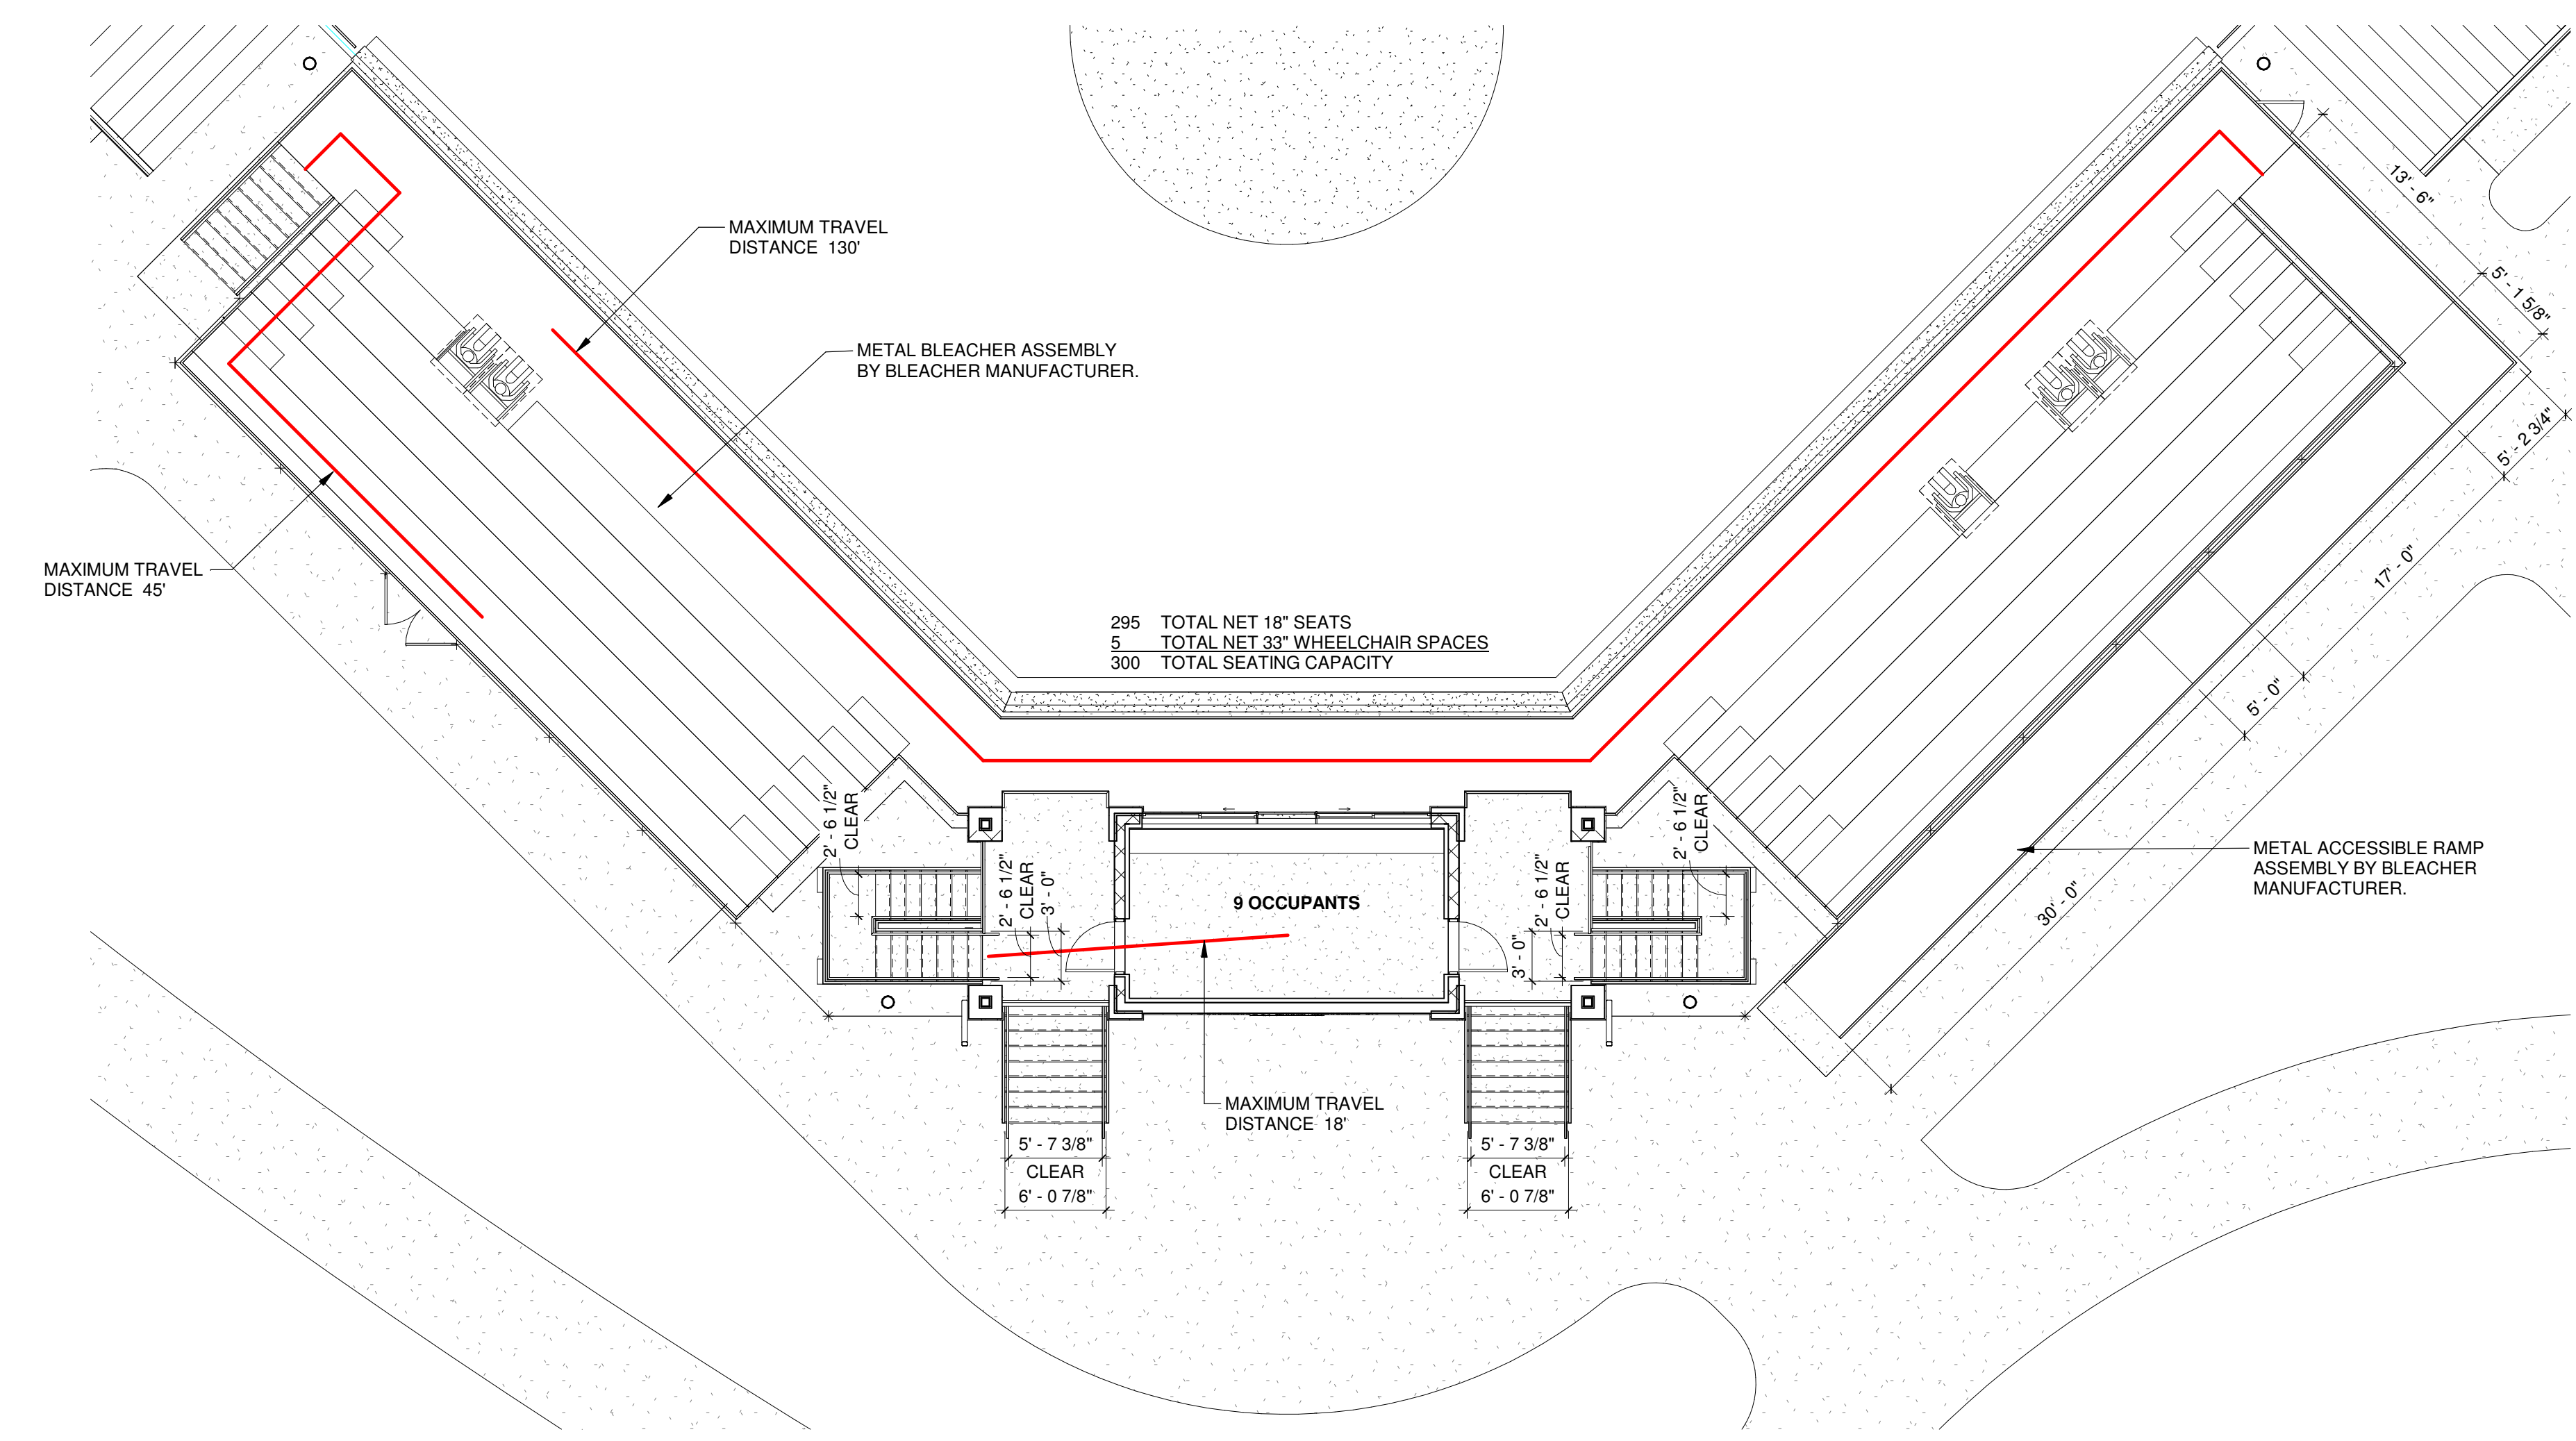 13' - 6"
MAXIMUM TRAVEL
DISTANCE  130'
5' - 1 5/8"
METAL BLEACHER ASSEMBLY
BY BLEACHER MANUFACTURER.
5' - 2 3/4"
MAXIMUM TRAVEL
DISTANCE  45'
17' - 0"
295 TOTAL NET 18" SEATS
5 TOTAL NET 33" WHEELCHAIR SPACES
300 TOTAL SEATING CAPACITY
5' - 0"
2' - 6 1/2"
CLEAR
2' - 6 1/2"
CLEAR
3' - 0"
9 OCCUPANTS
2' - 6 1/2"
CLEAR
3' - 0"
2' - 6 1/2"
CLEAR
METAL ACCESSIBLE RAMP
ASSEMBLY BY BLEACHER
MANUFACTURER.
30' - 0"
MAXIMUM TRAVEL
DISTANCE  18'
5' - 7 3/8"
CLEAR
6' - 0 7/8"
5' - 7 3/8"
CLEAR
6' - 0 7/8"